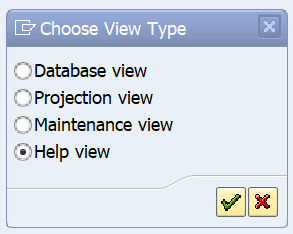 Choose View Type
Database view
Projection view
Maintenance view
Help view